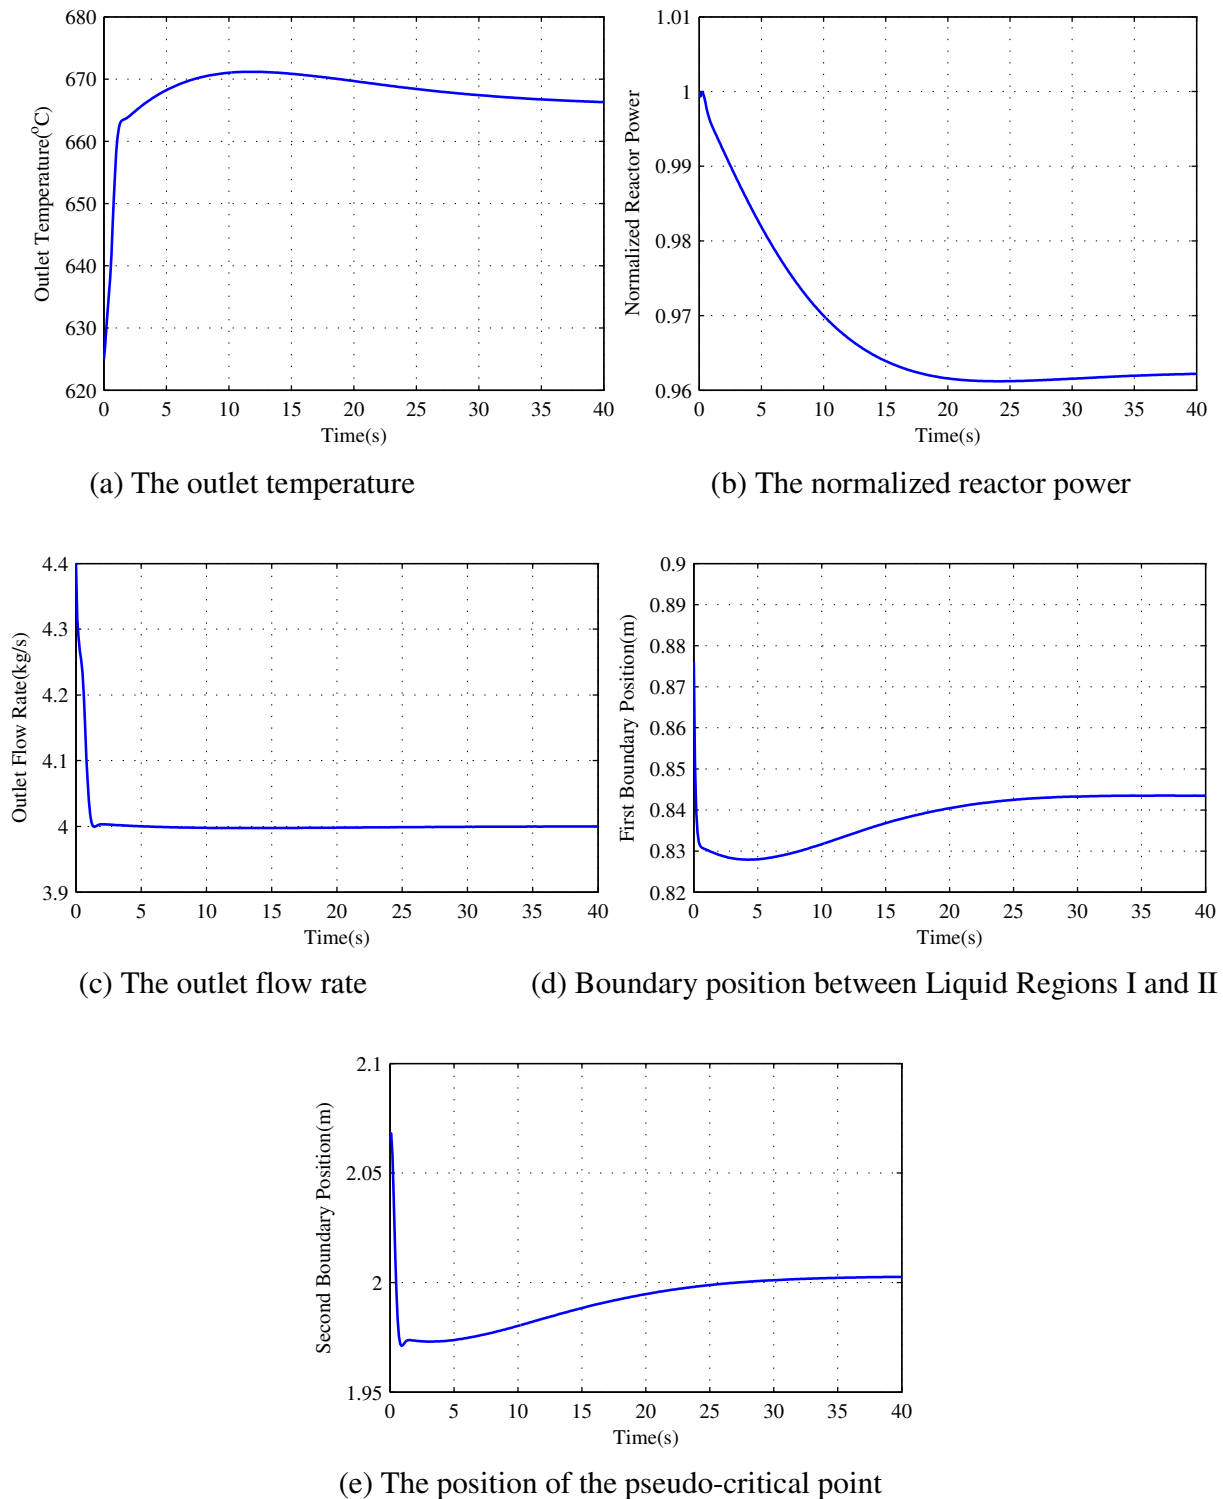 680
670
660
650
640
630
620
Outlet Temperature(°C)
0 5 10 15 20 25 30 35 40
Time(s)
(a) The outlet temperature
1.01
1
0.99
0.98
0.97
0.96
Normalized Reactor Power
0 5 10 15 20 25 30 35 40
Time(s)
(b) The normalized reactor power
4.4
4.3
4.2
4.1
4
3.9
Outlet Flow Rate(kg/s)
0 5 10 15 20 25 30 35 40
Time(s)
(c) The outlet flow rate
0.9
0.89
0.88
0.87
0.86
0.85
0.84
0.83
0.82
First Boundary Position(m)
0 5 10 15 20 25 30 35 40
Time(s)
(d) Boundary position between Liquid Regions I and II
2.1
2.05
2
1.95
Second Boundary Position(m)
0 5 10 15 20 25 30 35 40
Time(s)
(e) The position of the pseudo-critical point